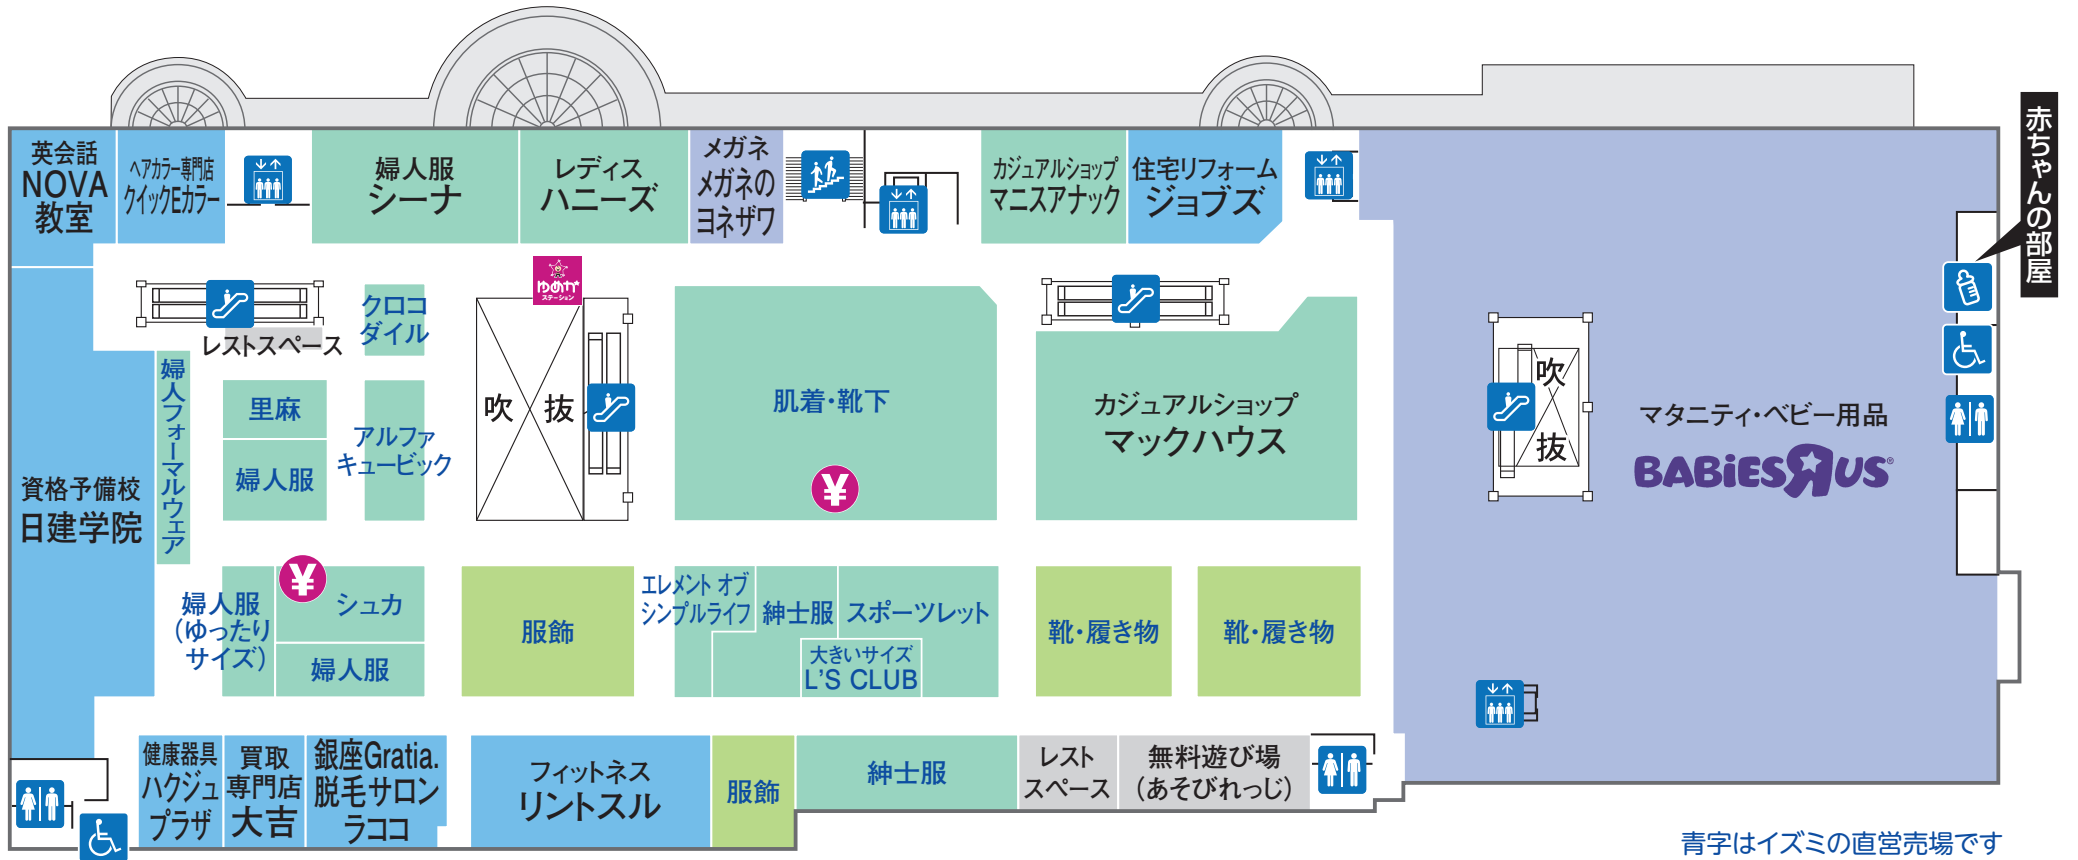 英会話
NOVA
教室
ヘアカラー専門店
クイックEカラー
婦人服
シーナ
レディス
ハニーズ
メガネ
メガネの
ヨネザワ
カジュアルショップ
マニスアナック
住宅リフォーム
ジョブズ
赤ちゃんの部屋
レストスペース
クロコ
ダイル
ゆめか
ステーション
婦人フォーマルウェア
里麻
婦人服
アルファ
キュービック
吹抜
肌着・靴下
¥
カジュアルショップ
マックハウス
吹
抜
マタニティ・ベビー用品
BABiESRUS®
資格予備校
日建学院
婦人服
(ゆったり
サイズ)
¥
シュカ
婦人服
服飾
エレメント オブ
シンプルライフ
紳士服
スポーツレット
大きいサイズ
L'S CLUB
靴・履き物
靴・履き物
健康器具
ハクジュ
プラザ
買取
専門店
大吉
銀座Gratia.
脱毛サロン
ラココ
フィットネス
リントスル
服飾
紳士服
レスト
スペース
無料遊び場
(あそびれっじ)
青字はイズミの直営売場です